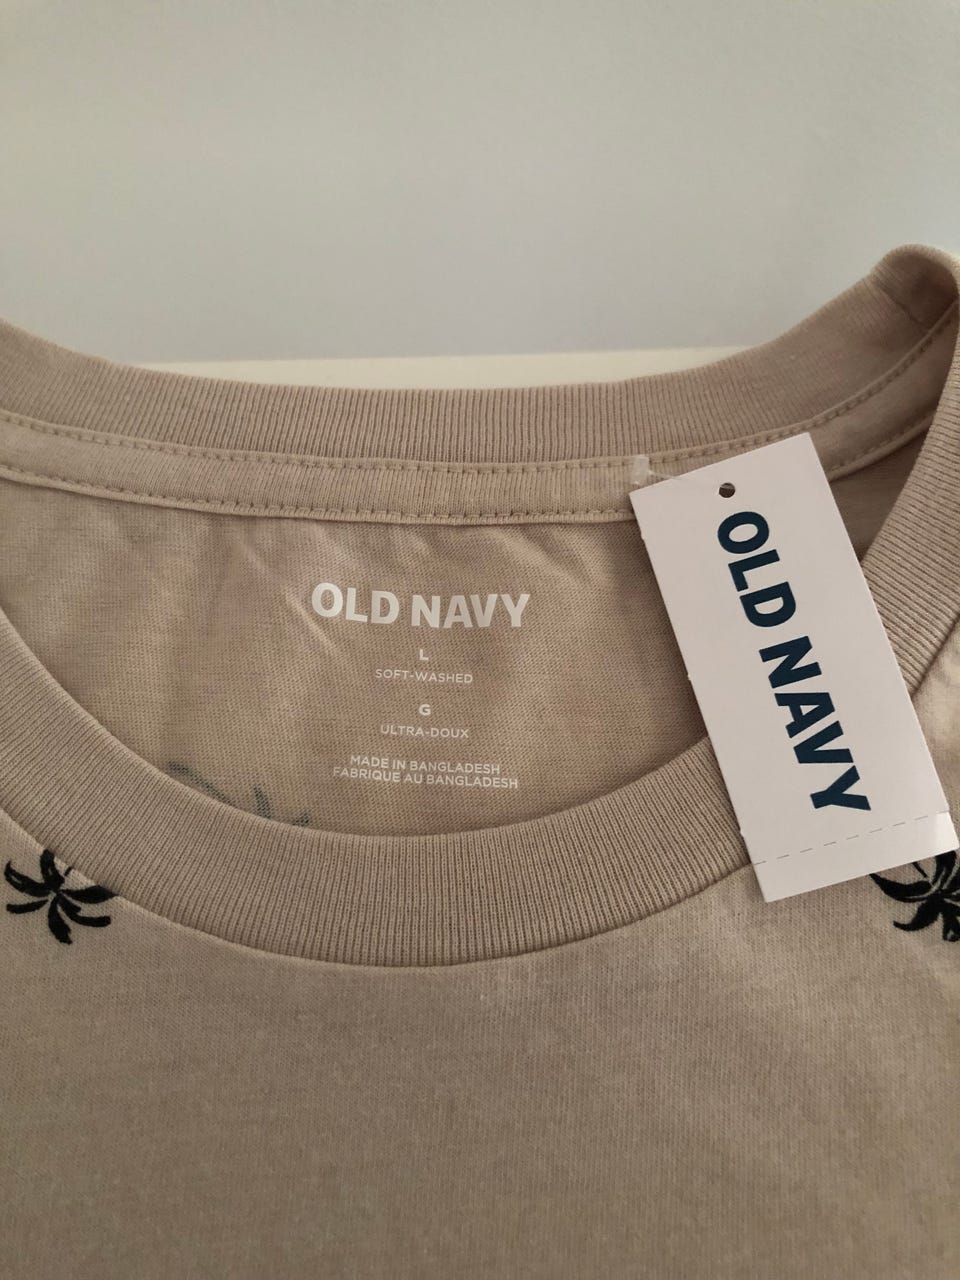 OLD NAVY
L
SOFT-WASHED
G
ULTRA-DOUX
MADE IN BANGLADESH
FABRIQUE AU BANGLADESH
OLD NAVY